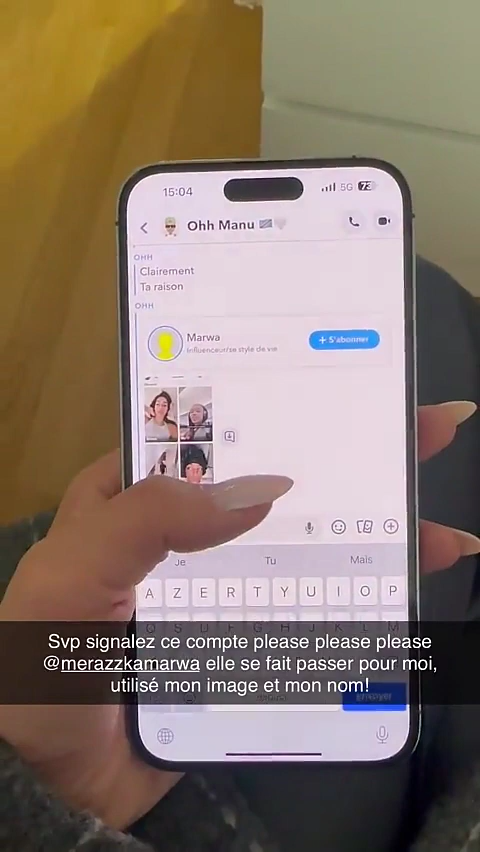 15:04
5G 73
Ohh Manu
OHH
Clairement
Ta raison
OHH
Marwa
Influenceur/se style de vie
+ S'abonner
Je Tu Mais
A Z E R T Y U I O P
Q S D F G H J K L M
Svp signalez ce compte please please please
@merazzkamarwa elle se fait passer pour moi,
utilisé mon image et mon nom!